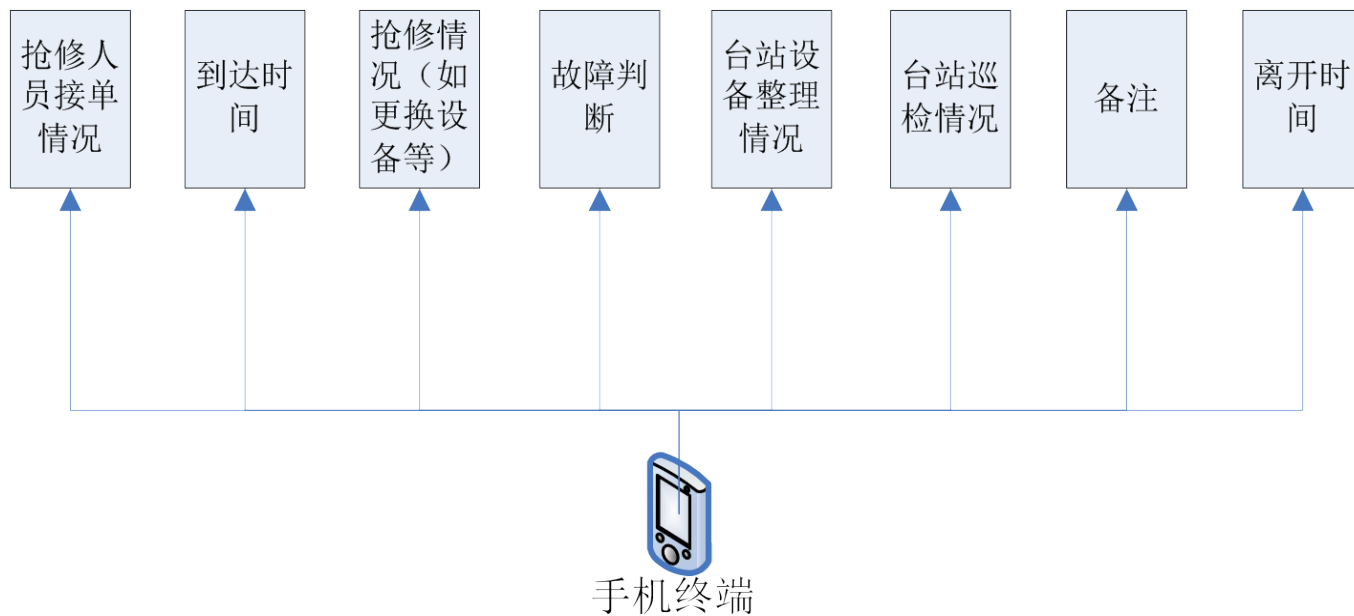 抢修人
员接单
情况
到达时
间
抢修情
况（如
更换设
备等）
故障判
断
台站设
备整理
情况
台站巡
检情况
备注
离开时
间
手机终端